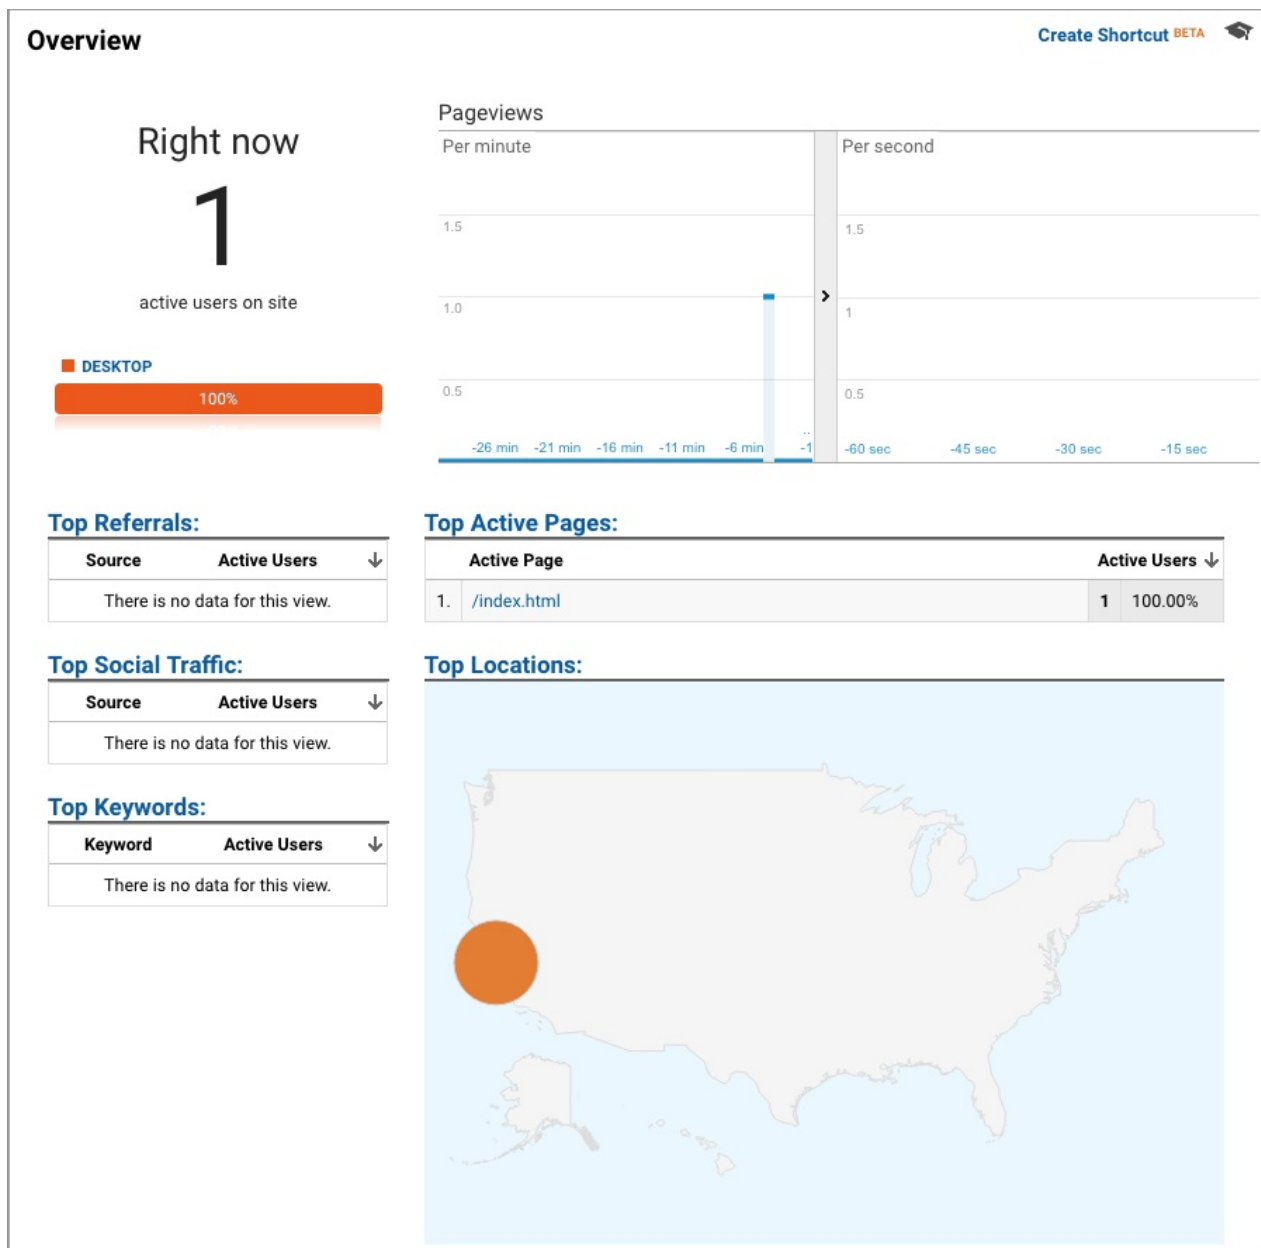 Overview
Create Shortcut BETA
Right now
1
active users on site
DESKTOP
100%
Pageviews
Per minute
1.5
1.0
0.5
-26 min -21 min -16 min -11 min -6 min -1
Per second
1.5
1
0.5
-60 sec -45 sec -30 sec -15 sec
Top Referrals:
Source Active Users
There is no data for this view.
Top Active Pages:
Active Page Active Users
1. /index.html 1 100.00%
Top Social Traffic:
Source Active Users
There is no data for this view.
Top Keywords:
Keyword Active Users
There is no data for this view.
Top Locations: